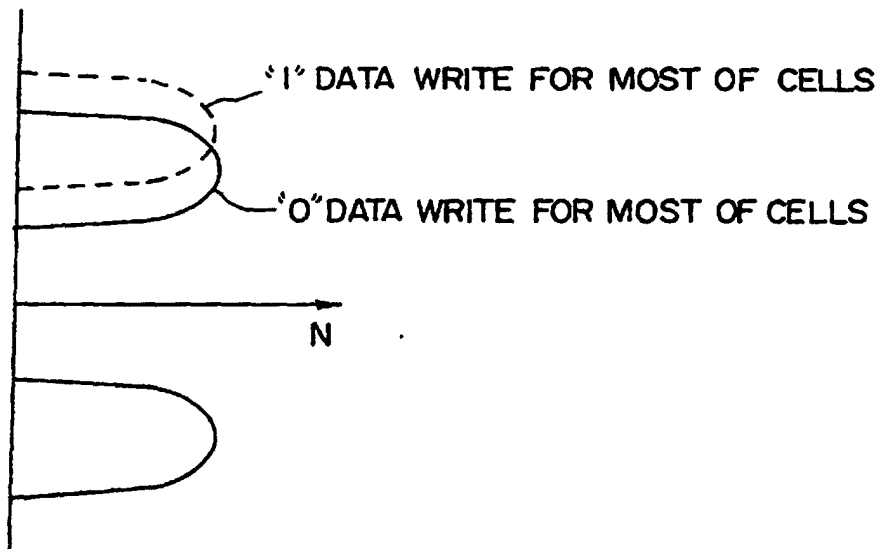 "1" DATA WRITE FOR MOST OF CELLS
"0" DATA WRITE FOR MOST OF CELLS
N